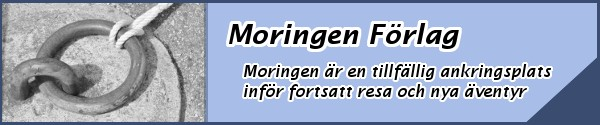 Moringen Förlag
Moringen är en tillfällig ankringsplats
inför fortsatt resa och nya äventyr